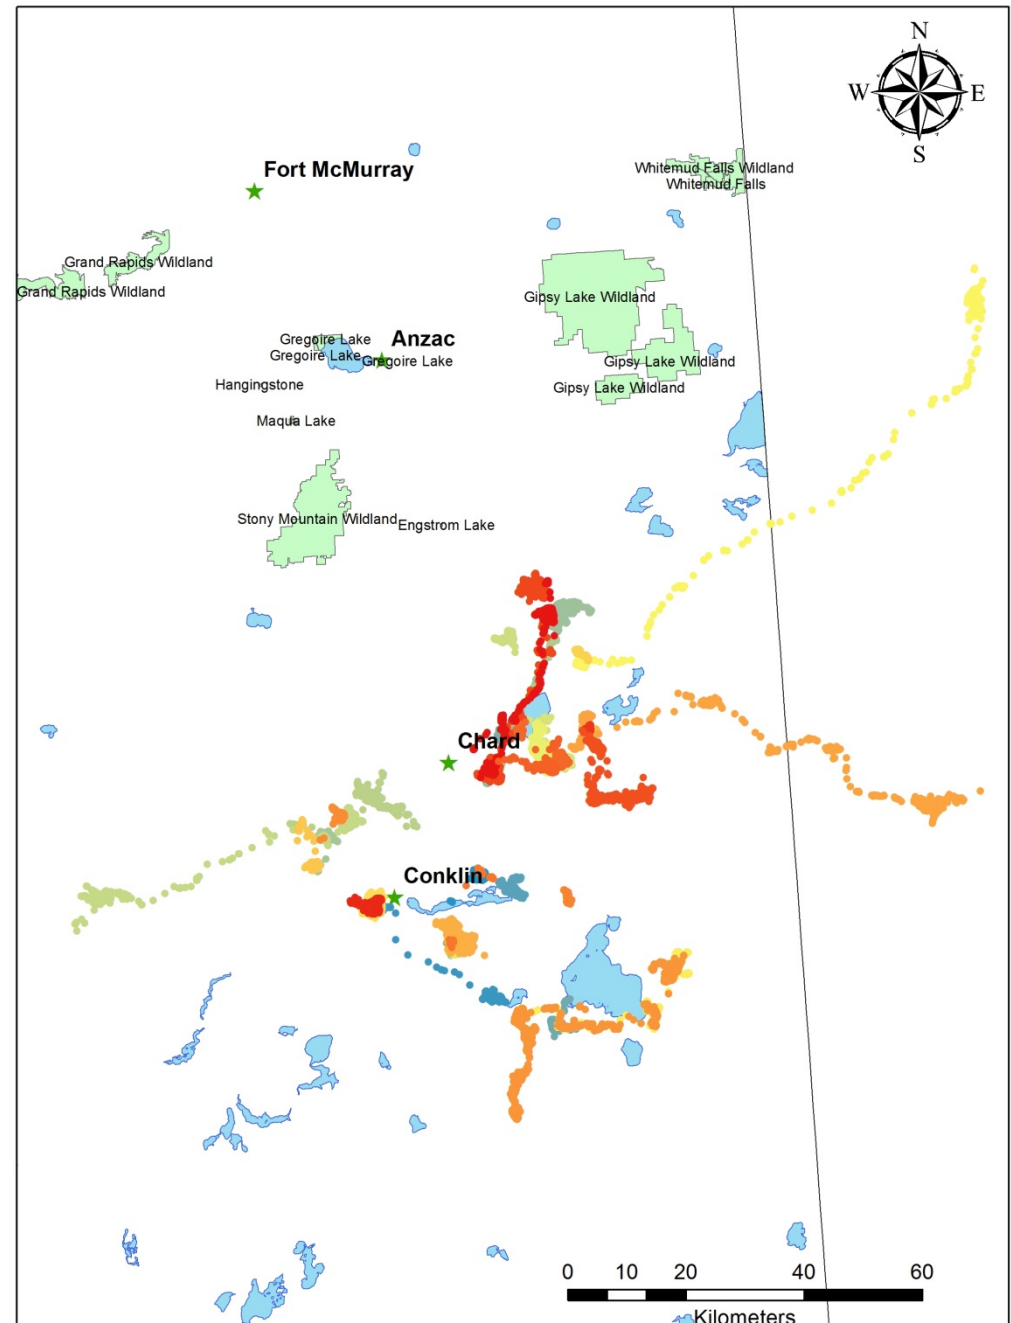 N
W E
S
Fort McMurray
Whitemud Falls Wildland
Whitemud Falls
Grand Rapids Wildland
Grand Rapids Wildland
Gipsy Lake Wildland
Gregoire Lake
Anzac
Gregoire Lake
Gregoire Lake
Gipsy Lake Wildland
Hangingstone
Gipsy Lake Wildland
Maqua Lake
Stony Mountain Wildland
Engstrom Lake
Chard
Conklin
0 10 20 40 60
Kilometers